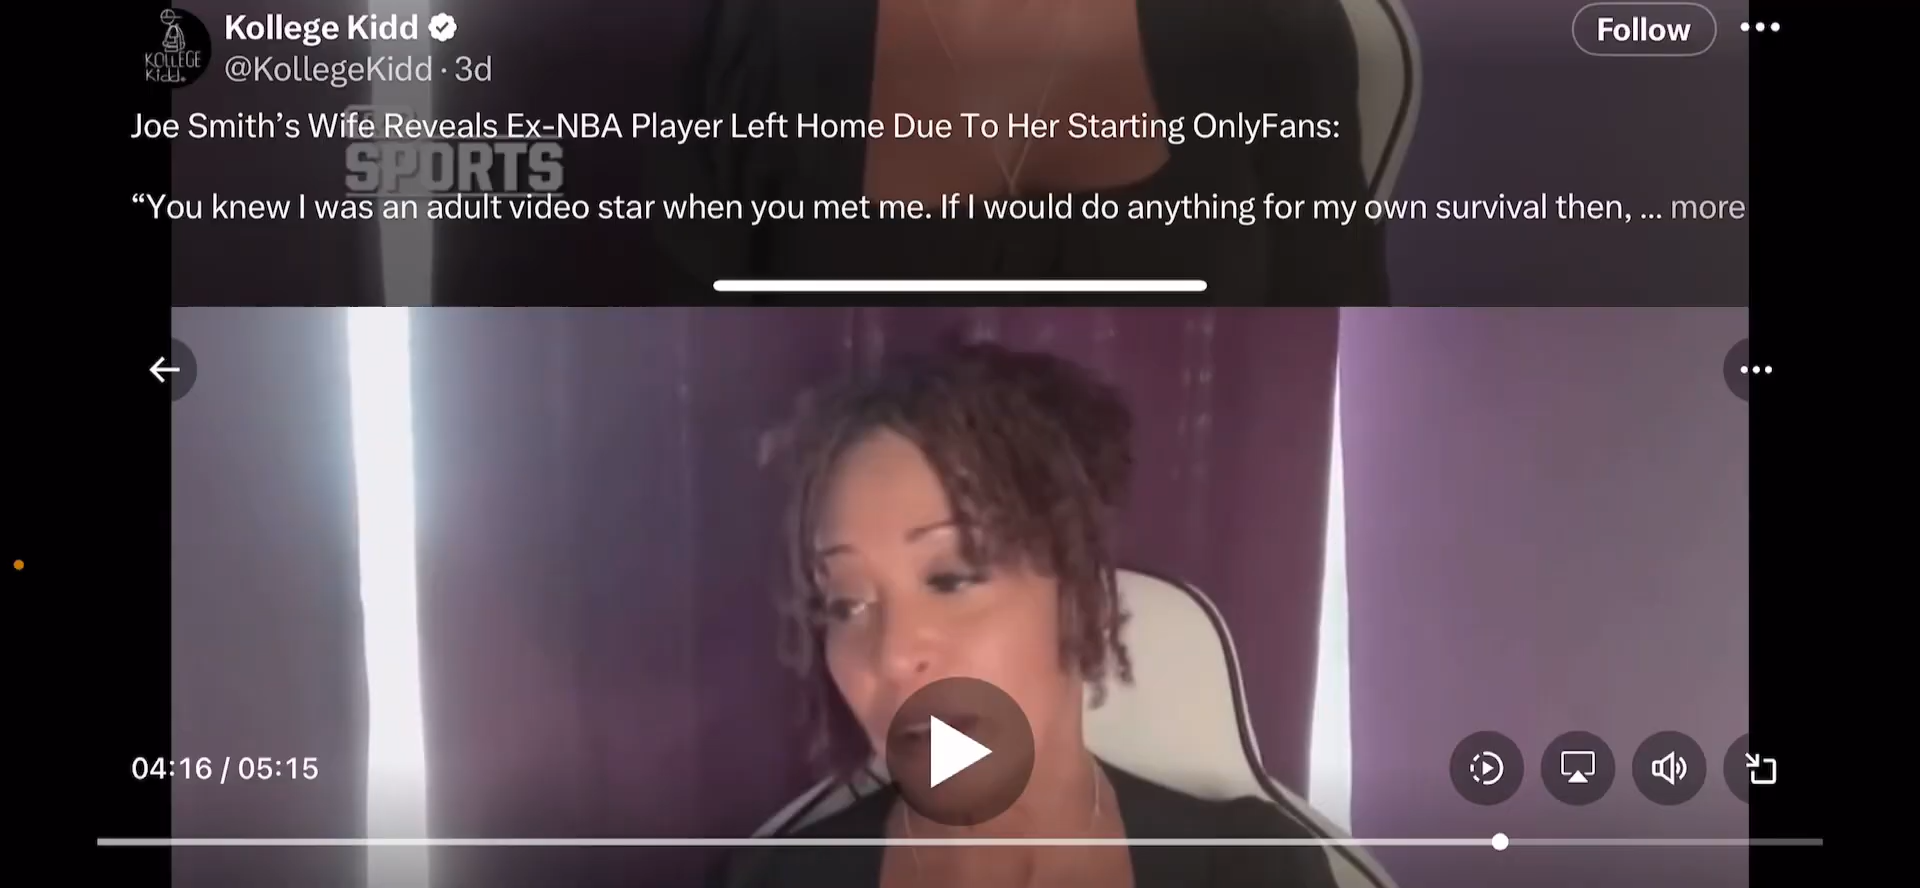 Kollege Kidd
@KollegeKidd · 3d
Follow
KOLLEGE
Kidd.
Joe Smith’s Wife Reveals Ex-NBA Player Left Home Due To Her Starting OnlyFans:
SPORTS
“You knew I was an adult video star when you met me. If I would do anything for my own survival then, ... more
04:16 / 05:15